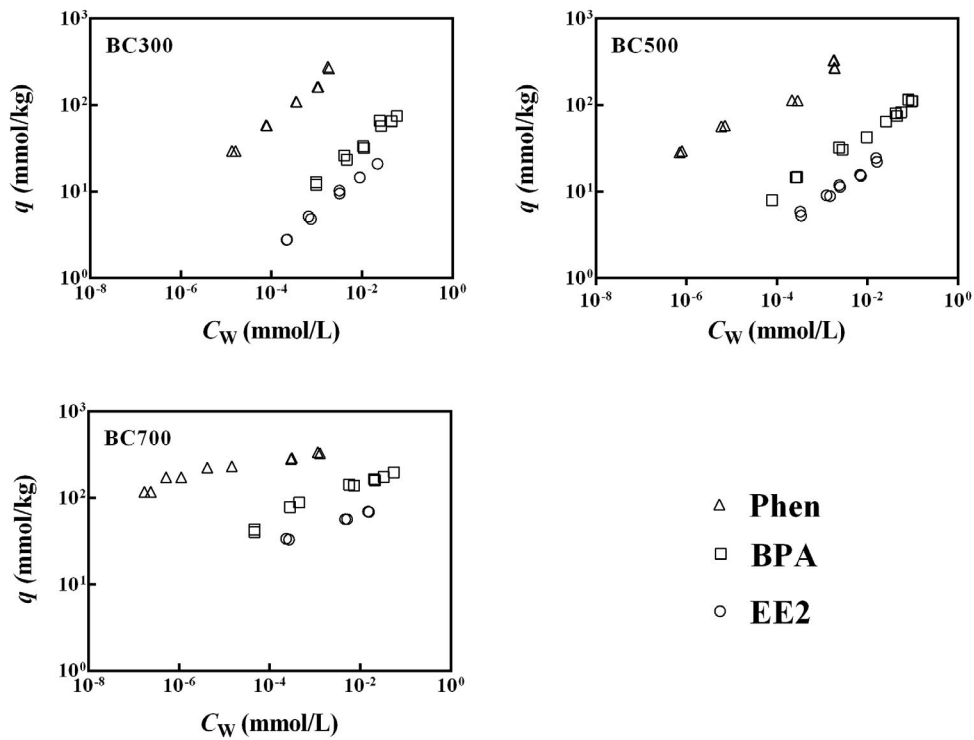 BC300
10³
10²
10¹
10⁰
q (mmol/kg)
10⁻⁸ 10⁻⁶ 10⁻⁴ 10⁻² 10⁰
C_W (mmol/L)
BC500
10³
10²
10¹
10⁰
q (mmol/kg)
10⁻⁸ 10⁻⁶ 10⁻⁴ 10⁻² 10⁰
C_W (mmol/L)
BC700
10³
10²
10¹
10⁰
q (mmol/kg)
10⁻⁸ 10⁻⁶ 10⁻⁴ 10⁻² 10⁰
C_W (mmol/L)
Phen
BPA
EE2